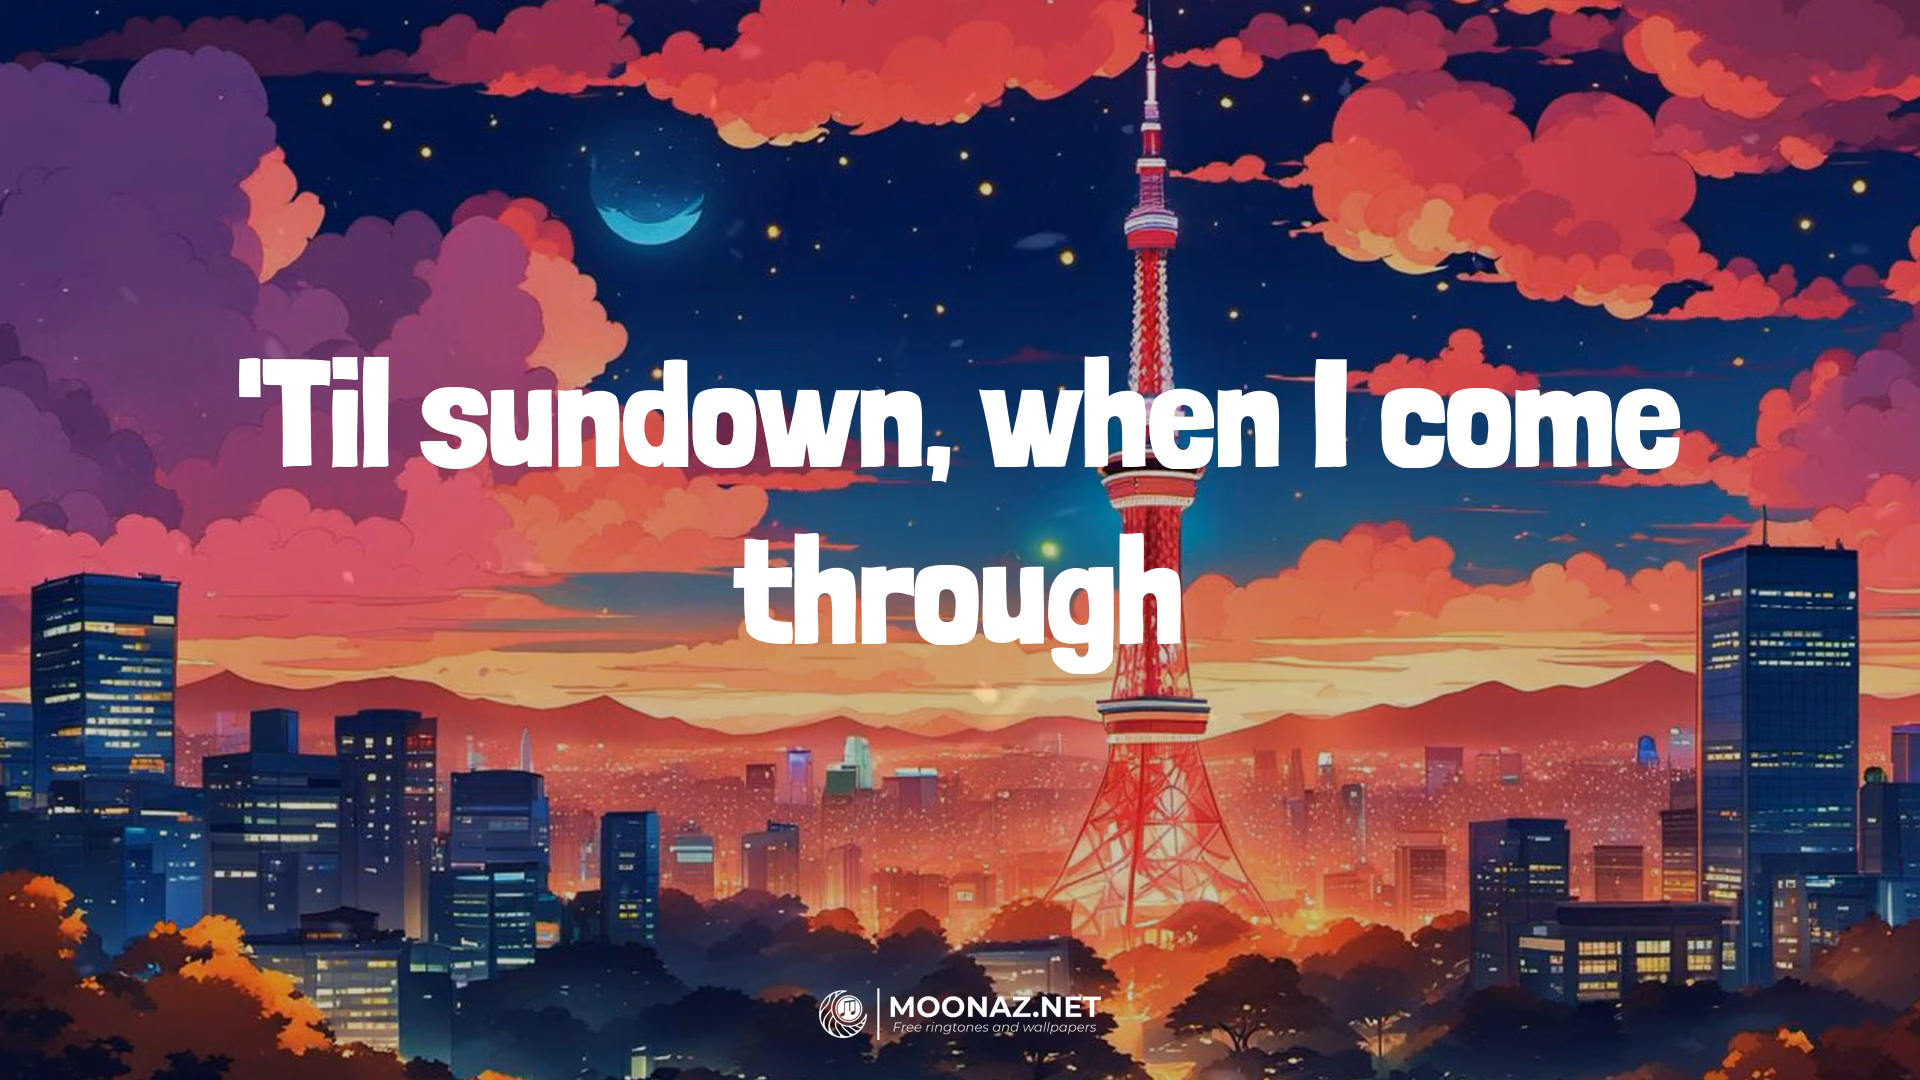 'Til sundown, when I come
through
MOONAZ.NET
Free ringtones and wallpapers